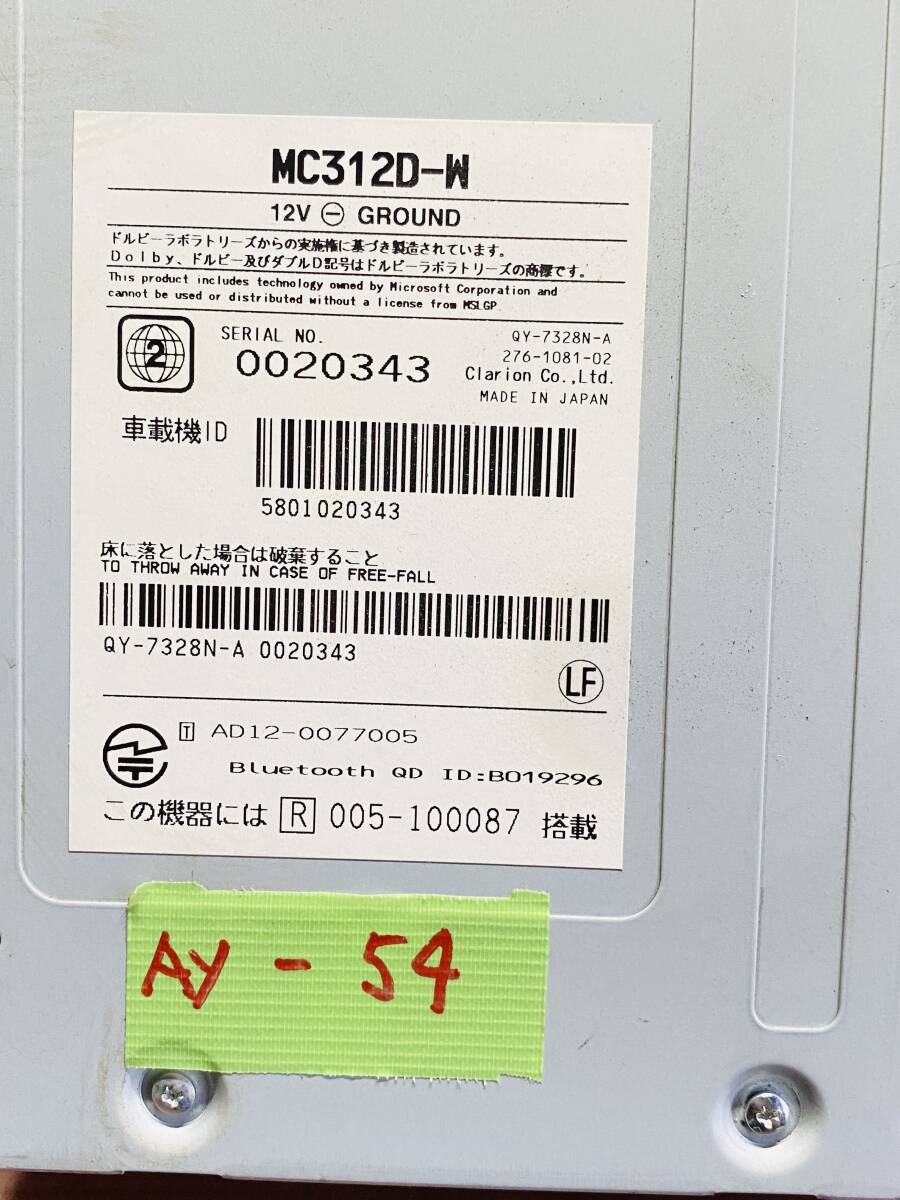 MC312D-W
12V ⊖ GROUND
ドルビーラボラトリーズからの実施権に基づき製造されています。
Dolby、ドルビー及びダブルD記号はドルビーラボラトリーズの商標です。
This product includes technology owned by Microsoft Corporation and
cannot be used or distributed without a license from MSLGP.
2
SERIAL NO.
0020343
QY-7328N-A
276-1081-02
Clarion Co.,Ltd.
MADE IN JAPAN
車載機ID
5801020343
床に落とした場合は破棄すること
TO THROW AWAY IN CASE OF FREE-FALL
QY-7328N-A 0020343
LF
T AD12-0077005
Bluetooth QD ID:B019296
この機器には R 005-100087 搭載
AY - 54